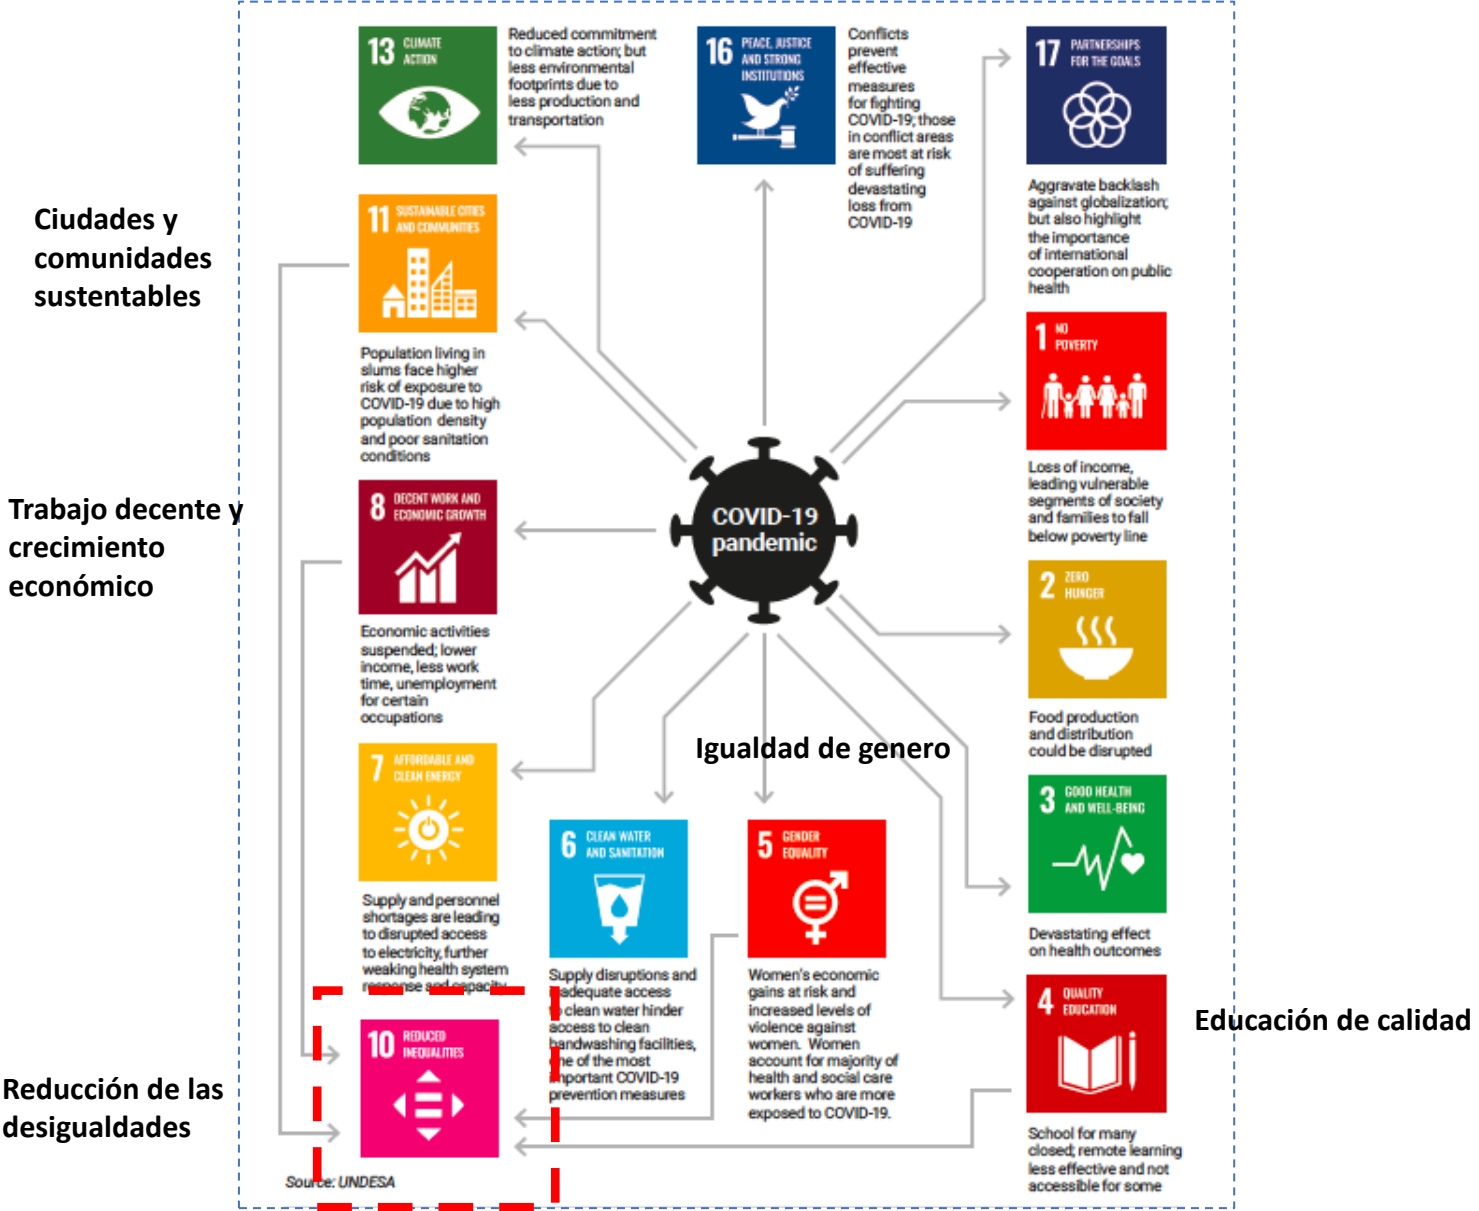 13 CLIMATE
ACTION
Reduced commitment
to climate action; but
less environmental
footprints due to
less production and
transportation
16 PEACE, JUSTICE
AND STRONG
INSTITUTIONS
Conflicts
prevent
effective
measures
for fighting
COVID-19; those
in conflict areas
are most at risk
of suffering
devastating
loss from
COVID-19
17 PARTNERSHIPS
FOR THE GOALS
Aggravate backlash
against globalization;
but also highlight
the importance
of international
cooperation on public
health
Ciudades y
comunidades
sustentables
11 SUSTAINABLE CITIES
AND COMMUNITIES
Population living in
slums face higher
risk of exposure to
COVID-19 due to high
population density
and poor sanitation
conditions
1 NO
POVERTY
Loss of income,
leading vulnerable
segments of society
and families to fall
below poverty line
Trabajo decente y
crecimiento
económico
8 DECENT WORK AND
ECONOMIC GROWTH
Economic activities
suspended; lower
income, less work
time, unemployment
for certain
occupations
COVID-19
pandemic
2 ZERO
HUNGER
Food production
and distribution
could be disrupted
7 AFFORDABLE AND
CLEAN ENERGY
Supply and personnel
shortages are leading
to disrupted access
to electricity, further
weaking health system
response and capacity
Igualdad de genero
6 CLEAN WATER
AND SANITATION
Supply disruptions and
inadequate access
to clean water hinder
access to clean
handwashing facilities,
one of the most
important COVID-19
prevention measures
5 GENDER
EQUALITY
Women's economic
gains at risk and
increased levels of
violence against
women. Women
account for majority of
health and social care
workers who are more
exposed to COVID-19.
3 GOOD HEALTH
AND WELL-BEING
Devastating effect
on health outcomes
4 QUALITY
EDUCATION
School for many
closed; remote learning
less effective and not
accessible for some
Educación de calidad
Reducción de las
desigualdades
10 REDUCED
INEQUALITIES
Source: UNDESA